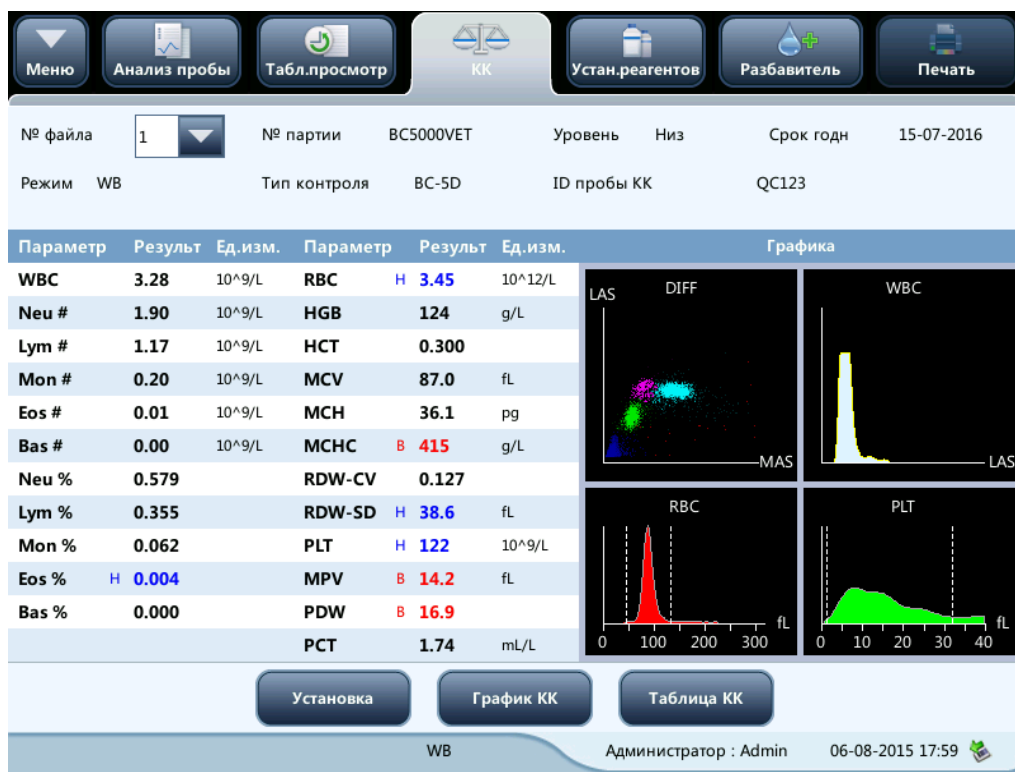 Меню Анализ пробы Табл.просмотр КК Устан.реагентов Разбавитель Печать
№ файла 1 № партии BC5000VET Уровень Низ Срок годн 15-07-2016
Режим WB Тип контроля BC-5D ID пробы КК QC123
Параметр Результ Ед.изм. Параметр Результ Ед.изм. Графика
WBC 3.28 10^9/L RBC Н 3.45 10^12/L
Neu # 1.90 10^9/L HGB 124 g/L
Lym # 1.17 10^9/L HCT 0.300
Mon # 0.20 10^9/L MCV 87.0 fL
Eos # 0.01 10^9/L MCH 36.1 pg
Bas # 0.00 10^9/L MCHC В 415 g/L
Neu % 0.579 RDW-CV 0.127
Lym % 0.355 RDW-SD Н 38.6 fL
Mon % 0.062 PLT Н 122 10^9/L
Eos % Н 0.004 MPV В 14.2 fL
Bas % 0.000 PDW В 16.9
PCT 1.74 mL/L
LAS DIFF MAS
WBC LAS
RBC fL
0 100 200 300
PLT fL
0 10 20 30 40
Установка График КК Таблица КК
WB Администратор : Admin 06-08-2015 17:59